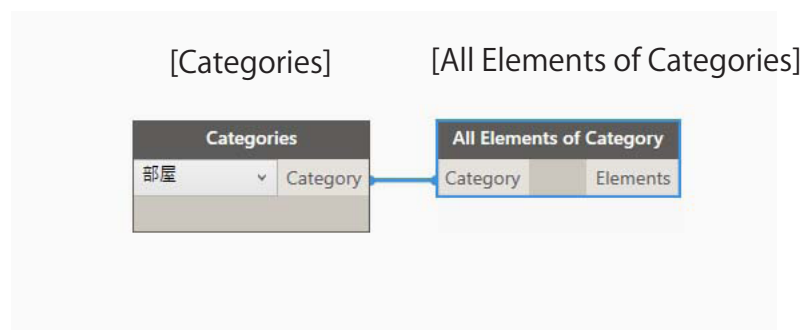 [Categories]
[All Elements of Categories]
Categories
部屋
Category
All Elements of Category
Category
Elements